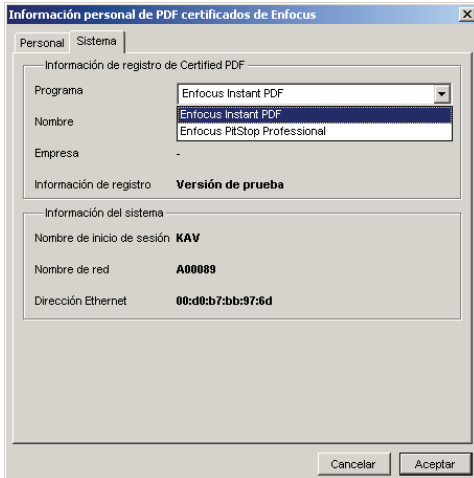 Información personal de PDF certificados de Enfocus
Personal Sistema
Información de registro de Certified PDF
Programa Enfocus Instant PDF
Enfocus Instant PDF
Nombre
Enfocus PitStop Professional
Empresa -
Información de registro Versión de prueba
Información del sistema
Nombre de inicio de sesión KAV
Nombre de red A00089
Dirección Ethernet 00:d0:b7:bb:97:6d
Cancelar Aceptar